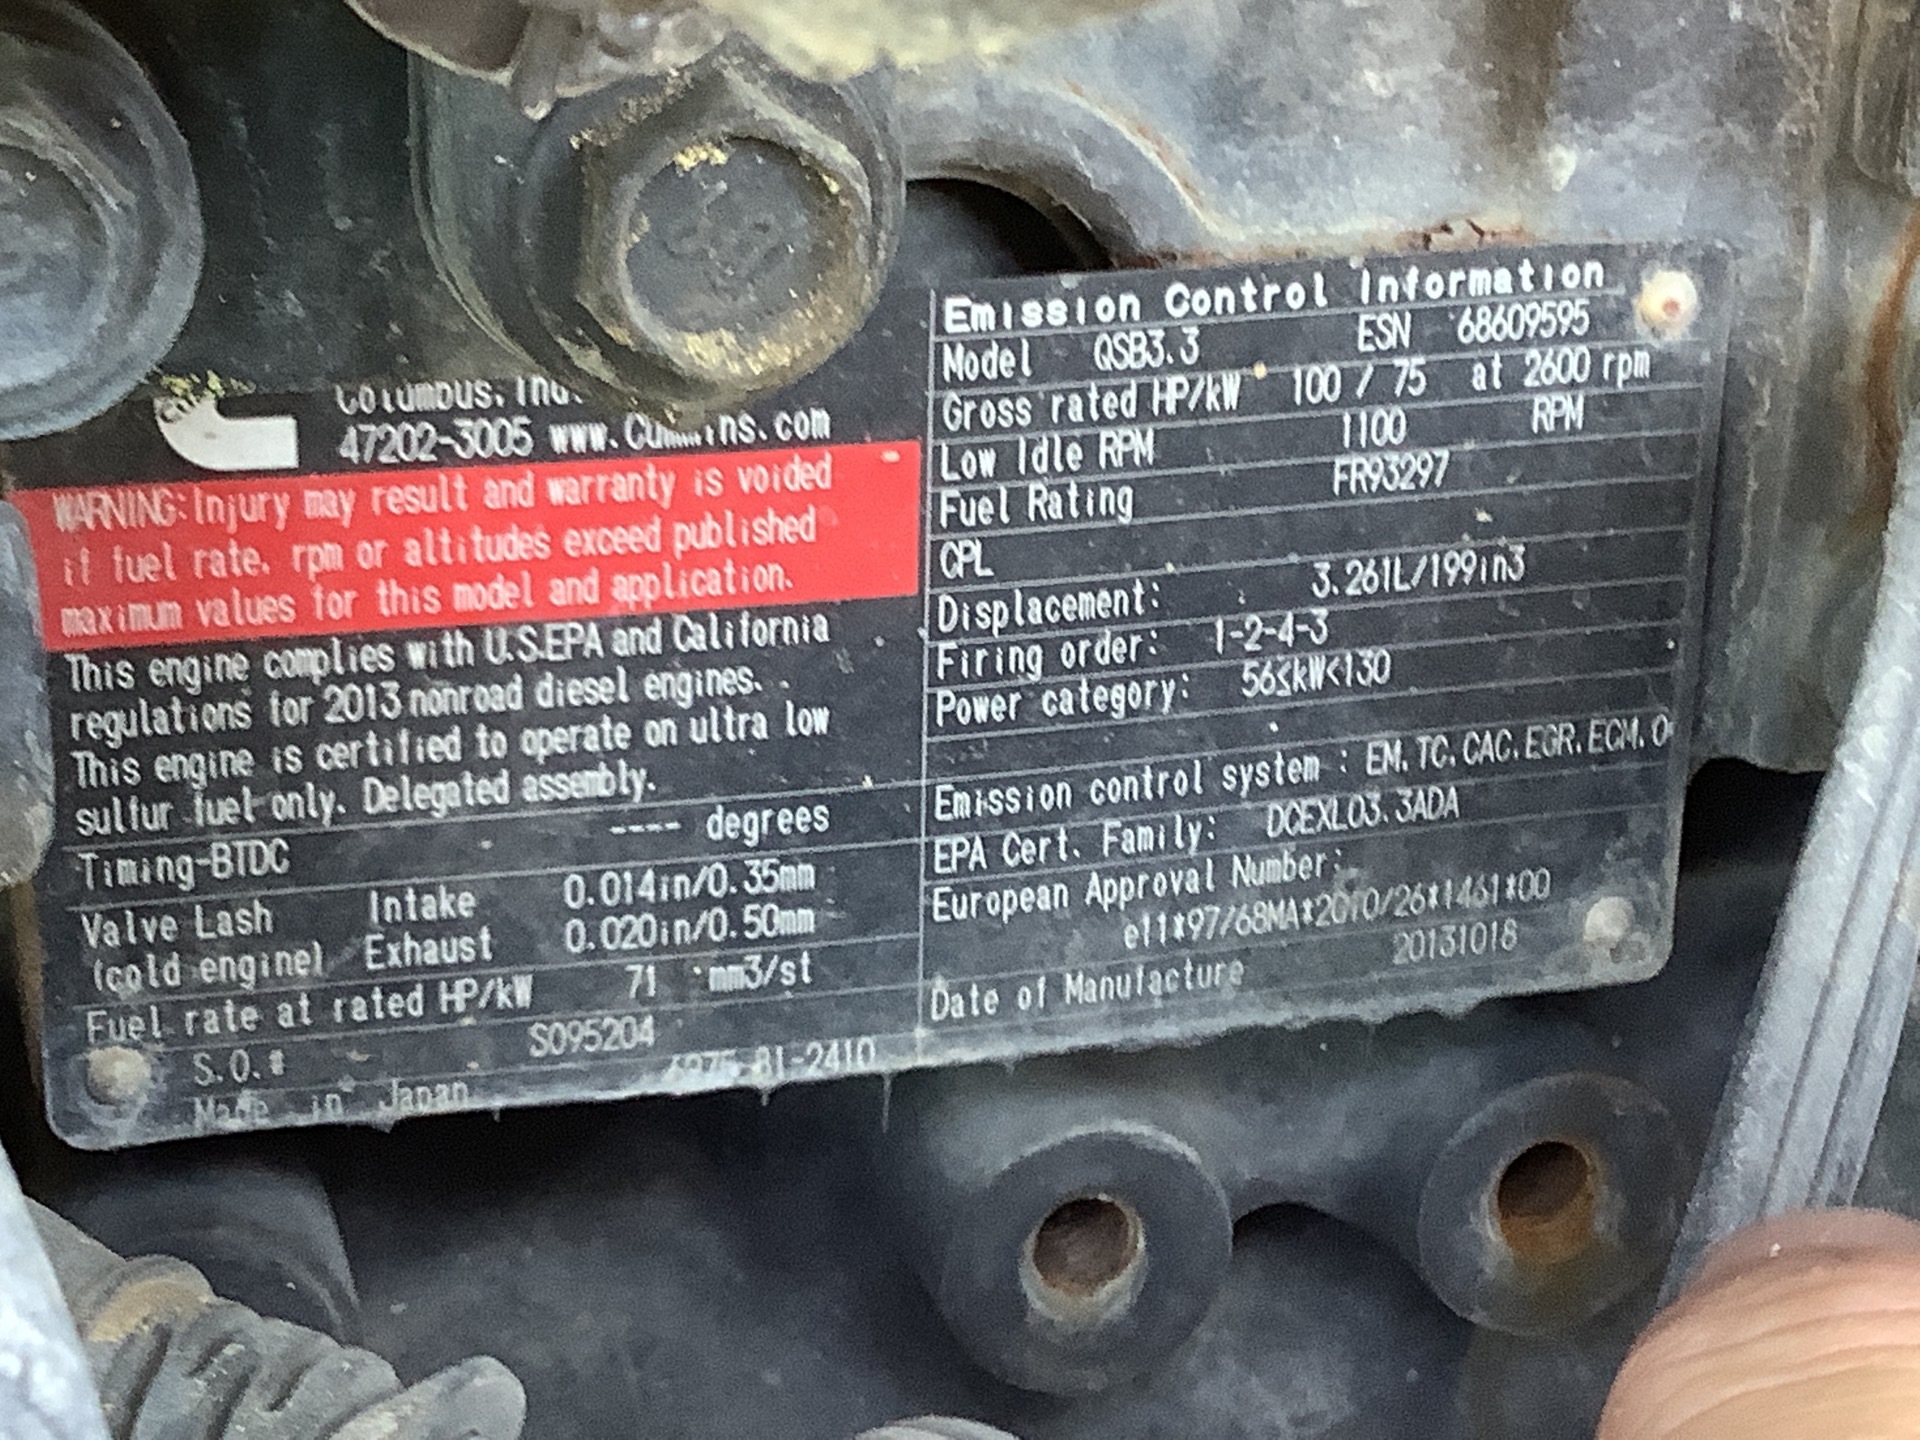 Columbus, Ind.
47202-3005 www.Cummins.com
WARNING: Injury may result and warranty is voided
if fuel rate, rpm or altitudes exceed published
maximum values for this model and application.
This engine complies with U.S.EPA and California
regulations for 2013 nonroad diesel engines.
This engine is certified to operate on ultra low
sulfur fuel only. Delegated assembly.
Timing-BTDC ---- degrees
Valve Lash Intake 0.014in/0.35mm
(cold engine) Exhaust 0.020in/0.50mm
Fuel rate at rated HP/kW 71 mm3/st
S.O.# SO95204
Made in Japan 81-2410
Emission Control Information
Model QSB3.3 ESN 68609595
Gross rated HP/kW 100 / 75 at 2600 rpm
Low Idle RPM 1100 RPM
Fuel Rating FR93297
CPL
Displacement: 3.261L/199in3
Firing order: 1-2-4-3
Power category: 56≤kW<130
Emission control system : EM, TC, CAC, EGR, ECM, O
EPA Cert. Family: DCEXL03.3ADA
European Approval Number:
e11*97/68MA*2010/26*1461*00
Date of Manufacture 20131018